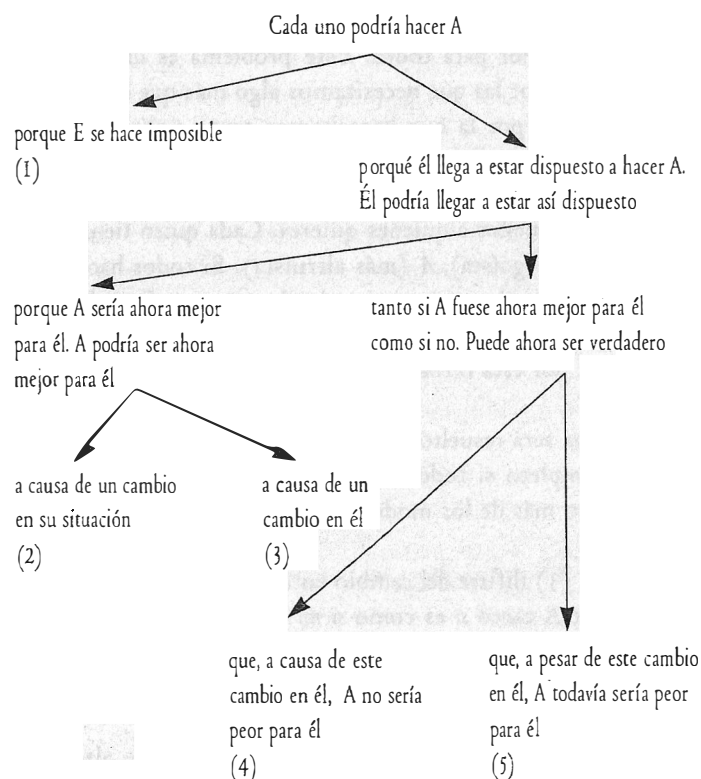 Cada uno podría hacer A
porque E se hace imposible
(1)
porqué él llega a estar dispuesto a hacer A.
Él podría llegar a estar así dispuesto
porque A sería ahora mejor
para él. A podría ser ahora
mejor para él
tanto si A fuese ahora mejor para él
como si no. Puede ahora ser verdadero
a causa de un cambio
en su situación
(2)
a causa de un
cambio en él
(3)
que, a causa de este
cambio en él, A no sería
peor para él
(4)
que, a pesar de este cambio
en él, A todavía sería peor
para él
(5)